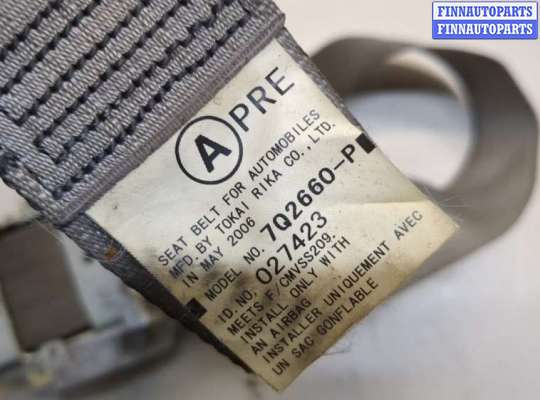 FINNAUTOPARTS
FINNAUTOPARTS
A PRE
SEAT BELT FOR AUTOMOBILES
MFD. BY TOKAI RIKA CO., LTD.
IN MAY 2006
MODEL NO. 7Q2660-P
ID.NO. 027423
MEETS F/CMVSS209.
INSTALL ONLY WITH
AN AIRBAG
INSTALLER UNIQUEMENT AVEC
UN SAC GONFLABLE